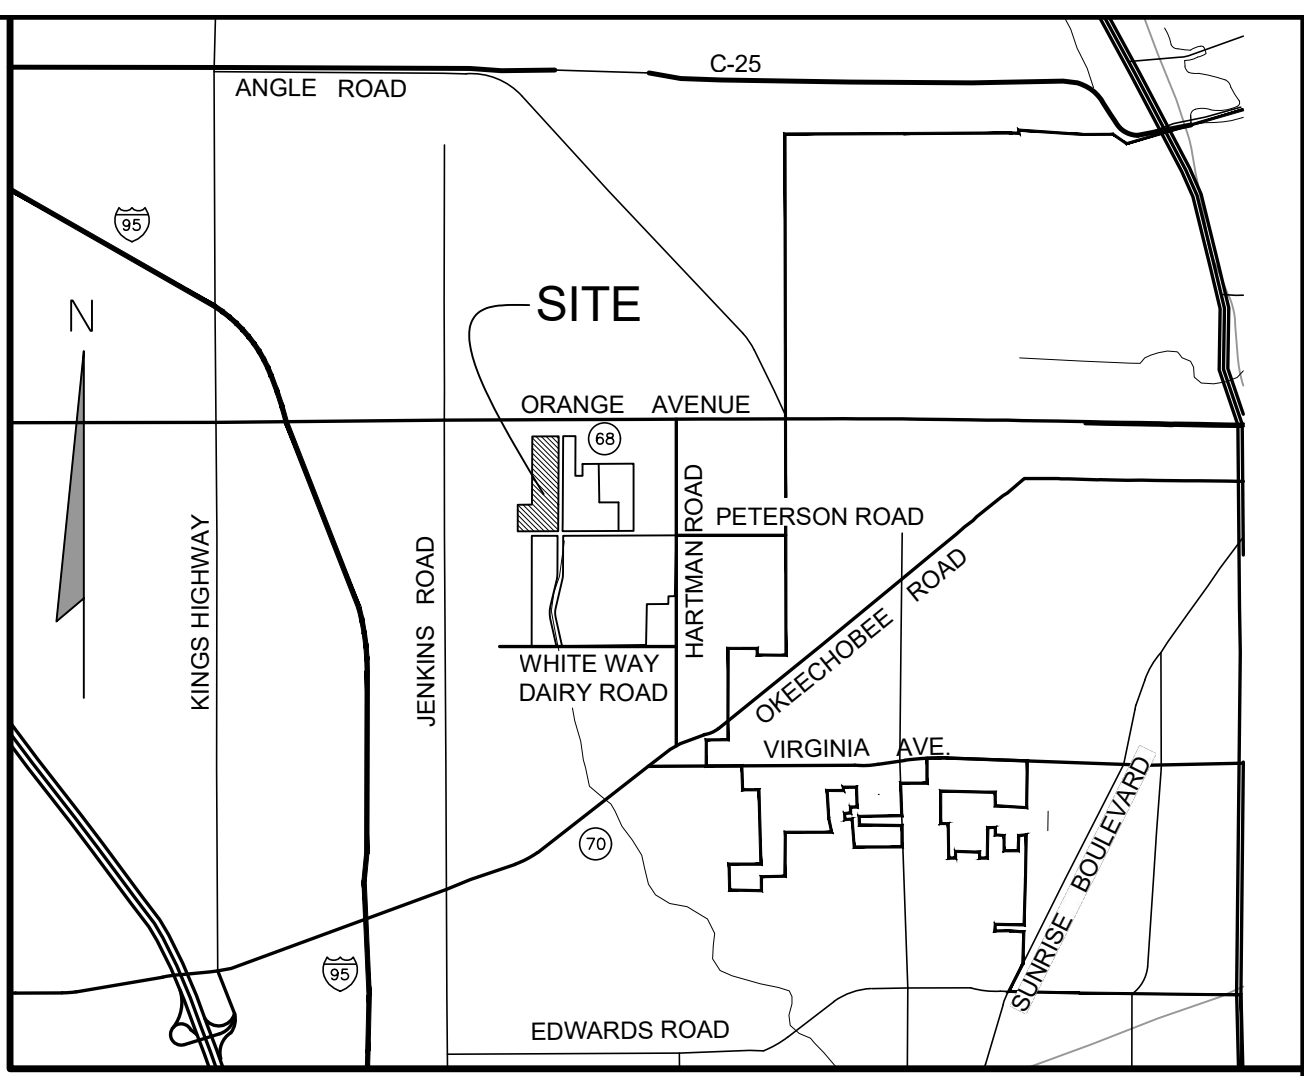 C-25
ANGLE ROAD
95
N
SITE
ORANGE AVENUE
68
HARTMAN ROAD
PETERSON ROAD
KINGS HIGHWAY
JENKINS ROAD
OKEECHOBEE ROAD
WHITE WAY
DAIRY ROAD
VIRGINIA AVE.
70
SUNRISE BOULEVARD
95
EDWARDS ROAD